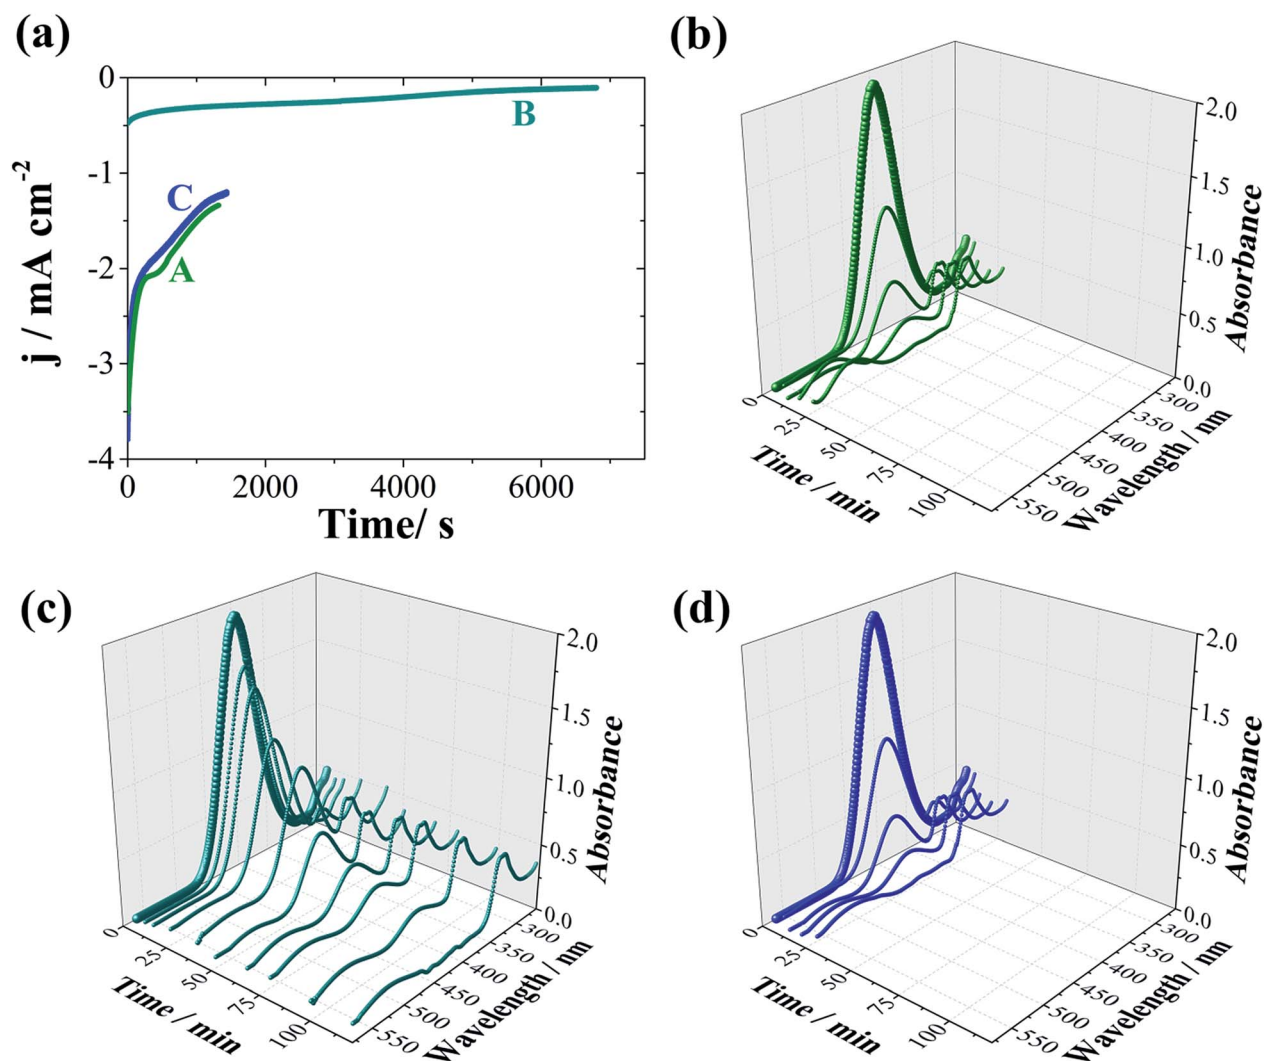 (a)
0
-1
-2
-3
-4
j / mA cm-2
B
C
A
0 2000 4000 6000
Time/ s
(b)
2.0
1.5
1.0
0.5
0.0
Absorbance
0
25
50
75
100
Time / min
300
350
400
450
500
550
Wavelength / nm
(c)
2.0
1.5
1.0
0.5
0.0
Absorbance
0
25
50
75
100
Time / min
300
350
400
450
500
550
Wavelength / nm
(d)
2.0
1.5
1.0
0.5
0.0
Absorbance
0
25
50
75
100
Time / min
300
350
400
450
500
550
Wavelength / nm